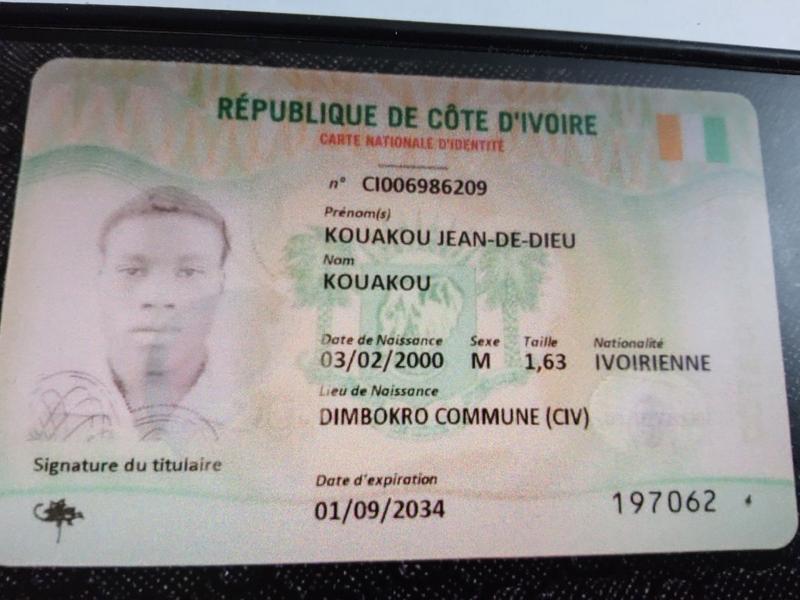 RÉPUBLIQUE DE CÔTE D'IVOIRE
CARTE NATIONALE D'IDENTITÉ
n° CI006986209
Prénom(s)
KOUAKOU JEAN-DE-DIEU
Nom
KOUAKOU
Date de Naissance Sexe Taille Nationalité
03/02/2000 M 1,63 IVOIRIENNE
Lieu de Naissance
DIMBOKRO COMMUNE (CIV)
Signature du titulaire
Date d'expiration
01/09/2034
197062